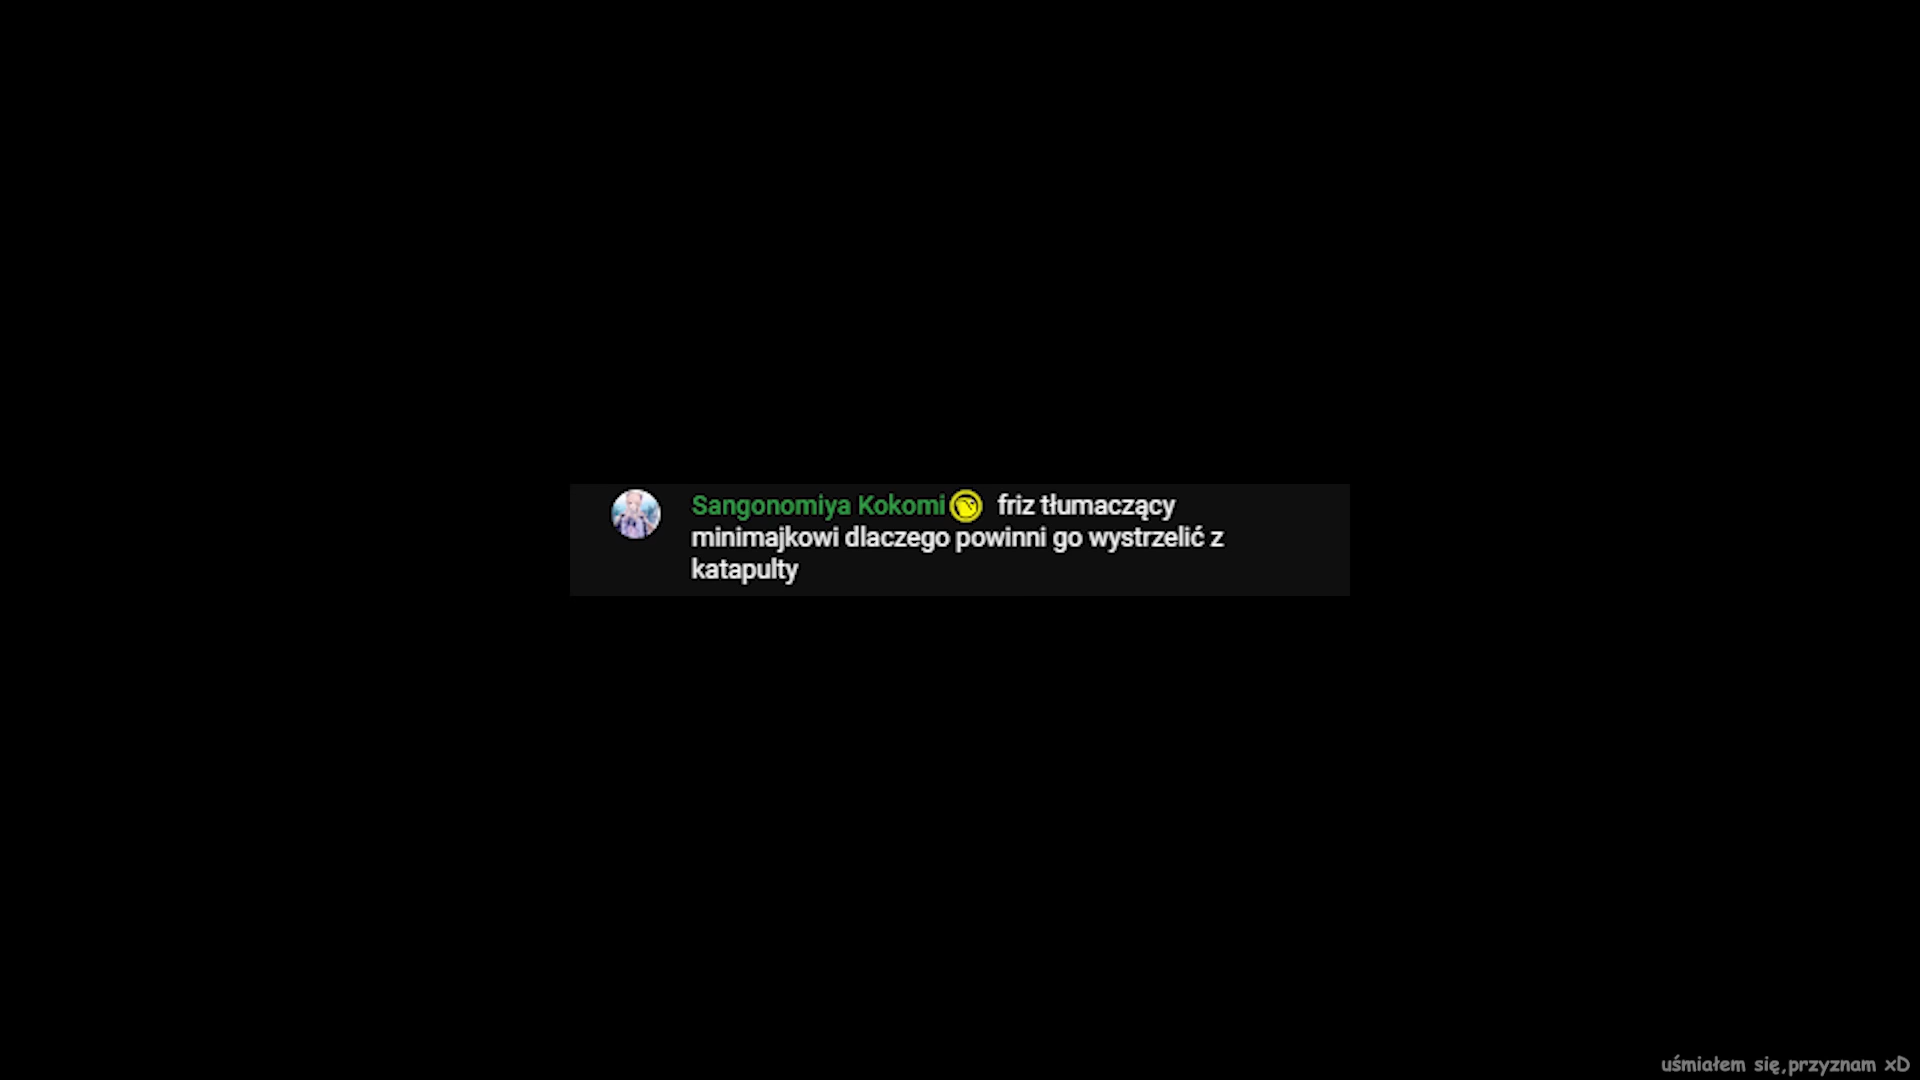 Sangonomiya Kokomi friz tłumaczący
minimajkowi dlaczego powinni go wystrzelić z
katapulty
uśmiałem się,przyznam xD